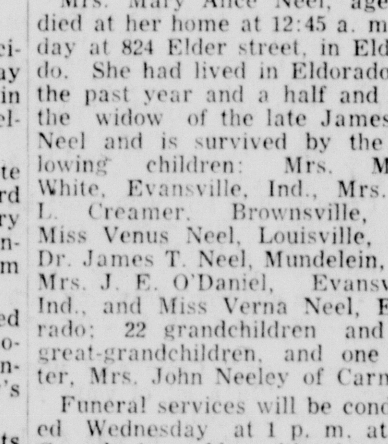 Mrs. Mary Alice Neel, age
died at her home at 12:45 a. m
day at 824 Elder street, in Eld
do. She had lived in Eldorado
the past year and a half and
the widow of the late James
Neel and is survived by the
lowing children: Mrs. M
White, Evansville, Ind., Mrs.
L. Creamer, Brownsville,
Miss Venus Neel, Louisville,
Dr. James T. Neel, Mundelein,
Mrs. J. E. O'Daniel, Evansv
Ind., and Miss Verna Neel, E
rado; 22 grandchildren and
great-grandchildren, and one
ter, Mrs. John Neeley of Carm
Funeral services will be cond
ed Wednesday at 1 p. m. at